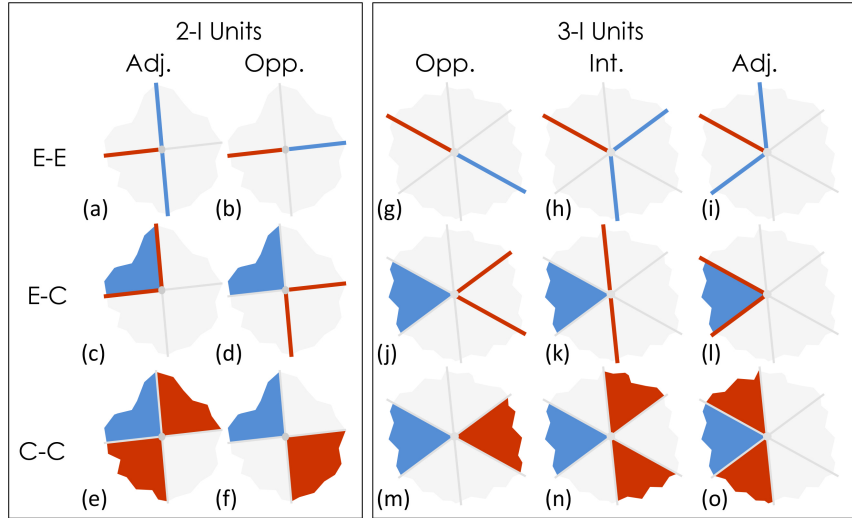 2-I Units
Adj. Opp.
3-I Units
Opp. Int. Adj.
E-E
(a) (b) (g) (h) (i)
E-C
(c) (d) (j) (k) (l)
C-C
(e) (f) (m) (n) (o)